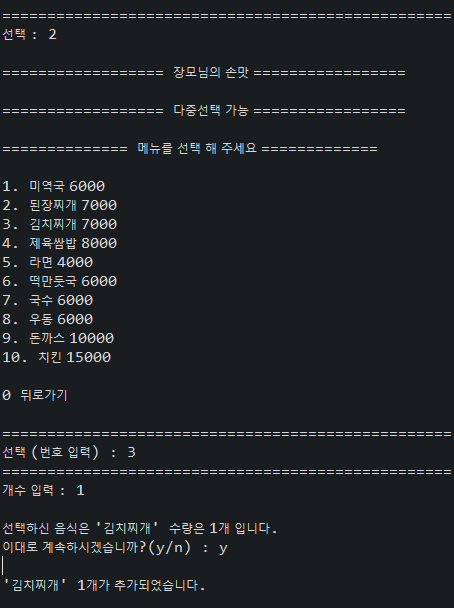 ==================================================
선택 : 2
================== 장모님의 손맛 =================
================== 다중선택 가능 =================
============== 메뉴를 선택 해 주세요 =============
1. 미역국 6000
2. 된장찌개 7000
3. 김치찌개 7000
4. 제육쌈밥 8000
5. 라면 4000
6. 떡만둣국 6000
7. 국수 6000
8. 우동 6000
9. 돈까스 10000
10. 치킨 15000
0 뒤로가기
==================================================
선택 (번호 입력) : 3
==================================================
개수 입력 : 1
선택하신 음식은 '김치찌개' 수량은 1개 입니다.
이대로 계속하시겠습니까?(y/n) : y
'김치찌개' 1개가 추가되었습니다.